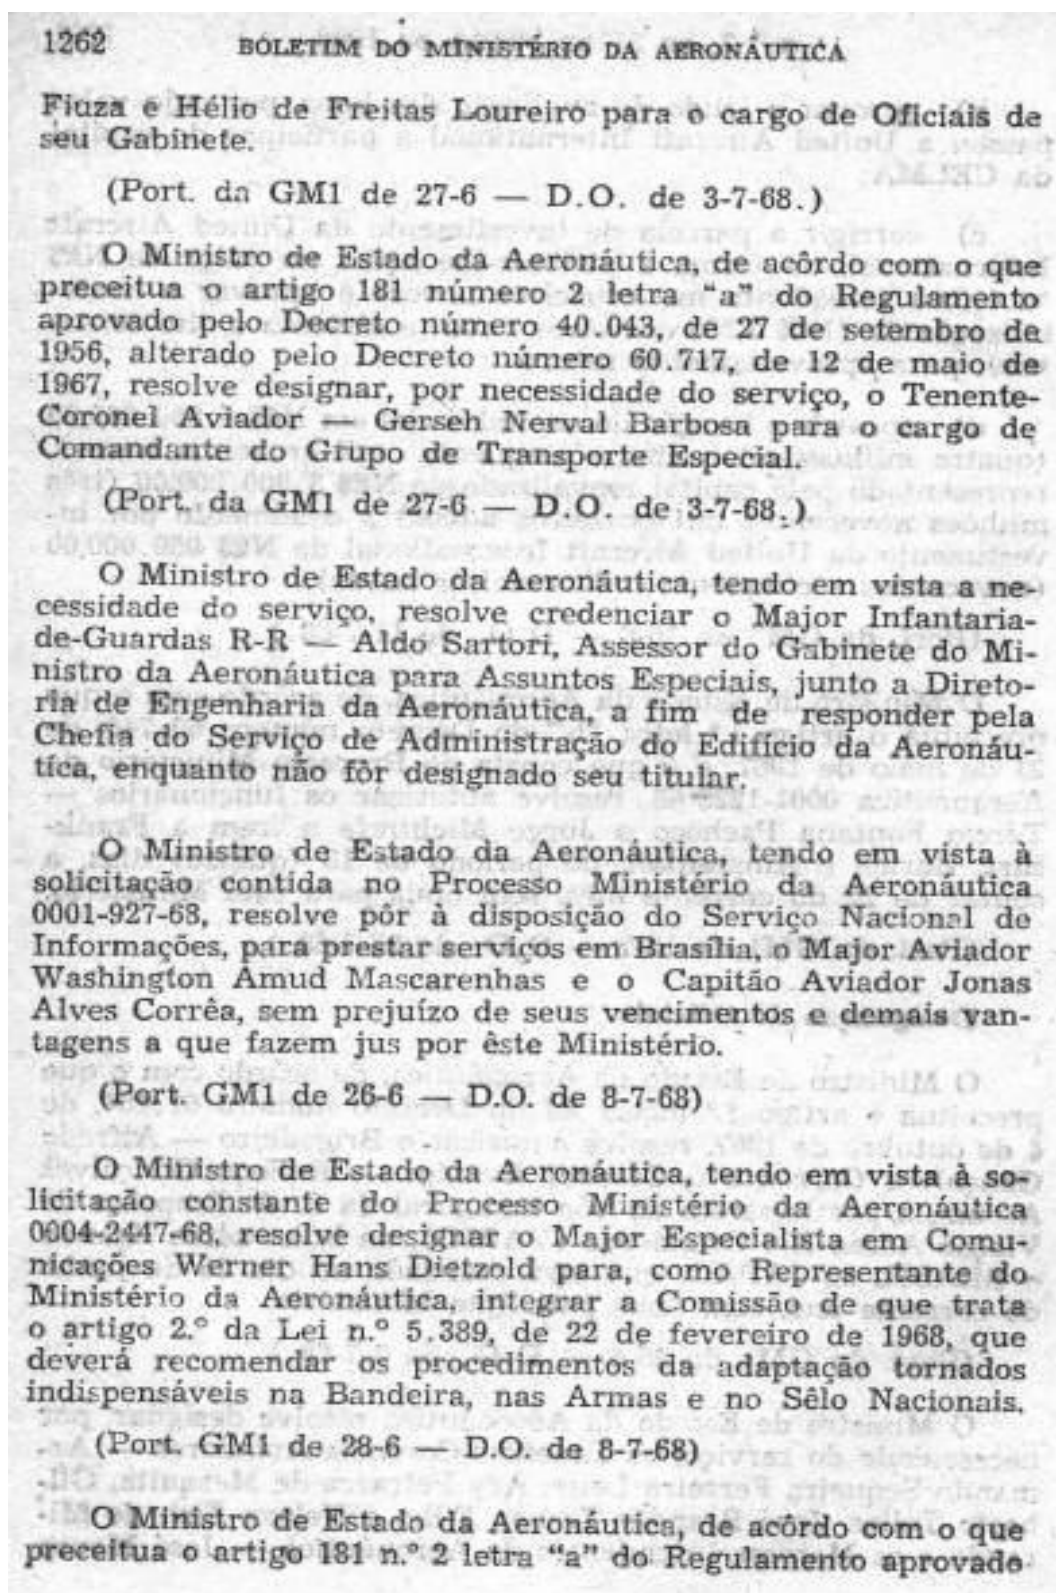 1262 BOLETIM DO MINISTÉRIO DA AERONÁUTICA
Fiuza e Hélio de Freitas Loureiro para o cargo de Oficiais de
seu Gabinete.
(Port. da GM1 de 27-6 — D.O. de 3-7-68.)
O Ministro de Estado da Aeronáutica, de acôrdo com o que
preceitua o artigo 181 número 2 letra "a" do Regulamento
aprovado pelo Decreto número 40.043, de 27 de setembro de
1956, alterado pelo Decreto número 60.717, de 12 de maio de
1967, resolve designar, por necessidade do serviço, o Tenente-
Coronel Aviador — Gerseh Nerval Barbosa para o cargo de
Comandante do Grupo de Transporte Especial.
(Port. da GM1 de 27-6 — D.O. de 3-7-68.)
O Ministro de Estado da Aeronáutica, tendo em vista a ne-
cessidade do serviço, resolve credenciar o Major Infantaria-
de-Guardas R-R — Aldo Sartori, Assessor do Gabinete do Mi-
nistro da Aeronáutica para Assuntos Especiais, junto a Direto-
ria de Engenharia da Aeronáutica, a fim de responder pela
Chefia do Serviço de Administração do Edifício da Aeronáu-
tica, enquanto não fôr designado seu titular.
O Ministro de Estado da Aeronáutica, tendo em vista à
solicitação contida no Processo Ministério da Aeronáutica
0001-927-68, resolve pôr à disposição do Serviço Nacional de
Informações, para prestar serviços em Brasília, o Major Aviador
Washington Amud Mascarenhas e o Capitão Aviador Jonas
Alves Corrêa, sem prejuízo de seus vencimentos e demais van-
tagens a que fazem jus por êste Ministério.
(Port. GM1 de 26-6 — D.O. de 8-7-68)
O Ministro de Estado da Aeronáutica, tendo em vista à so-
licitação constante do Processo Ministério da Aeronáutica
0004-2447-68, resolve designar o Major Especialista em Comu-
nicações Werner Hans Dietzold para, como Representante do
Ministério da Aeronáutica, integrar a Comissão de que trata
o artigo 2.º da Lei n.º 5.389, de 22 de fevereiro de 1968, que
deverá recomendar os procedimentos da adaptação tornados
indispensáveis na Bandeira, nas Armas e no Sêlo Nacionais.
(Port. GM1 de 28-6 — D.O. de 8-7-68)
O Ministro de Estado da Aeronáutica, de acôrdo com o que
preceitua o artigo 181 n.º 2 letra "a" do Regulamento aprovado